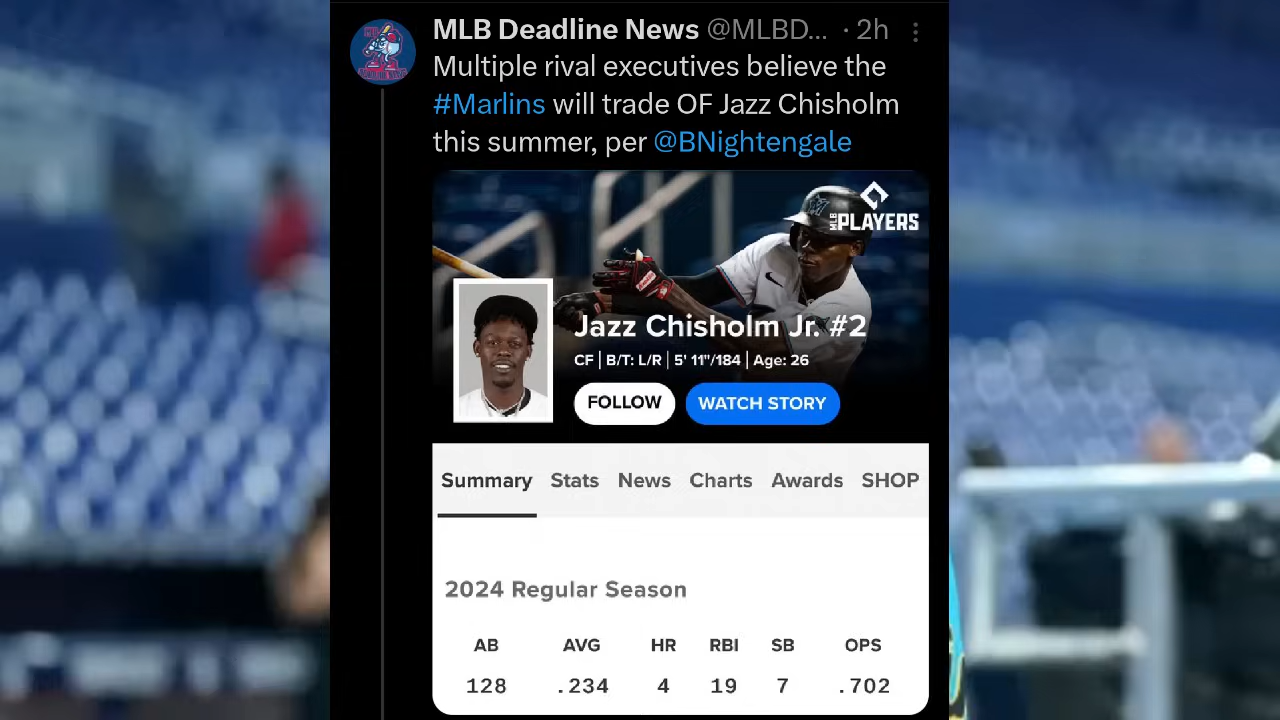 MLB Deadline News @MLBD... · 2h
Multiple rival executives believe the
#Marlins will trade OF Jazz Chisholm
this summer, per @BNightengale
MLB PLAYERS
Jazz Chisholm Jr. #2
CF | B/T: L/R | 5' 11"/184 | Age: 26
FOLLOW WATCH STORY
Summary Stats News Charts Awards SHOP
2024 Regular Season
AB AVG HR RBI SB OPS
128 .234 4 19 7 .702